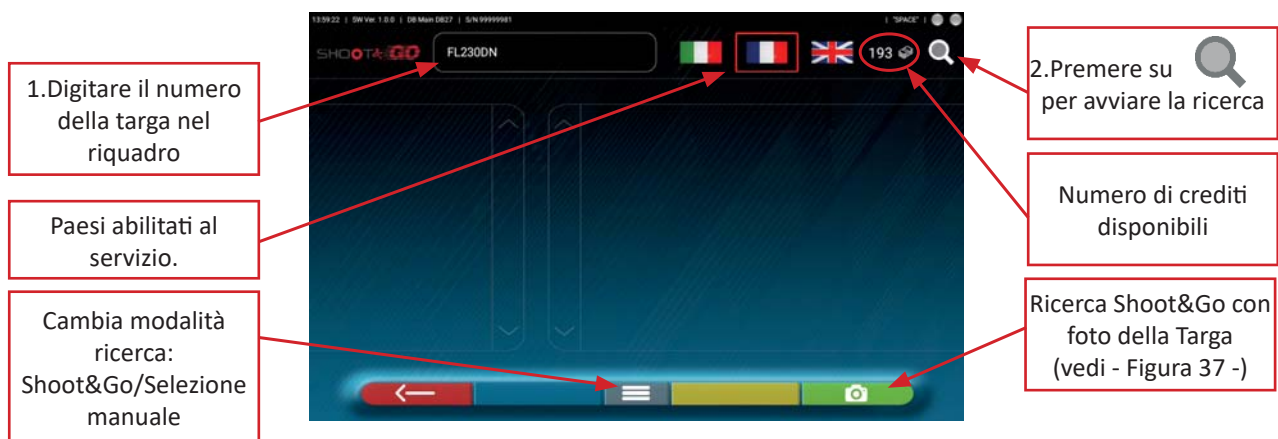 13:59:22 | SW Ver. 1.0.0 | DB Main DB27 | S/N 99999981
| "SPACE" |
SHOOT&GO
FL230DN
193
1.Digitare il numero
della targa nel
riquadro
Paesi abilitati al
servizio.
Cambia modalità
ricerca:
Shoot&Go/Selezione
manuale
2.Premere su
per avviare la ricerca
Numero di crediti
disponibili
Ricerca Shoot&Go con
foto della Targa
(vedi - Figura 37 -)